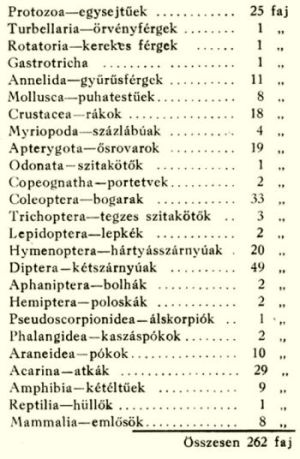 Protozoa—egysejtűek .......... 25 faj
Turbellaria—örvényférgek ....... 1 „
Rotatoria—kerekes férgek ...... 1 „
Gastrotricha ............ 1 „
Annelida—gyűrűsférgek ........ 11 „
Mollusca—puhatestűek .......... 8 „
Crustacea—rákok ............ 18 „
Myriopoda—százlábúak ........ 4 „
Apterygota—ősrovarok ......... 19 „
Odonata—szitakötők ........... 1 „
Copeognatha—portetvek ........ 2 „
Coleoptera—bogarak .......... 33 „
Trichoptera—tegzes szitakötők .. 3 „
Lepidoptera—lepkék .......... 2 „
Hymenoptera—hártyásszárnyúak . 20 „
Diptera—kétszárnyúak ......... 49 „
Aphaniptera—bolhák .......... 2 „
Hemiptera—poloskák .......... 2 „
Pseudoscorpionidea—álskorpiók .. 1 „
Phalangidea—kaszáspókok ....... 2 „
Araneidea—pókok ............ 10 „
Acarina—atkák .............. 29 „
Amphibia—kétéltűek .......... 9 „
Reptilia—hüllők ............. 1 „
Mammalia—emlősök ............ 8 „
Összesen 262 faj